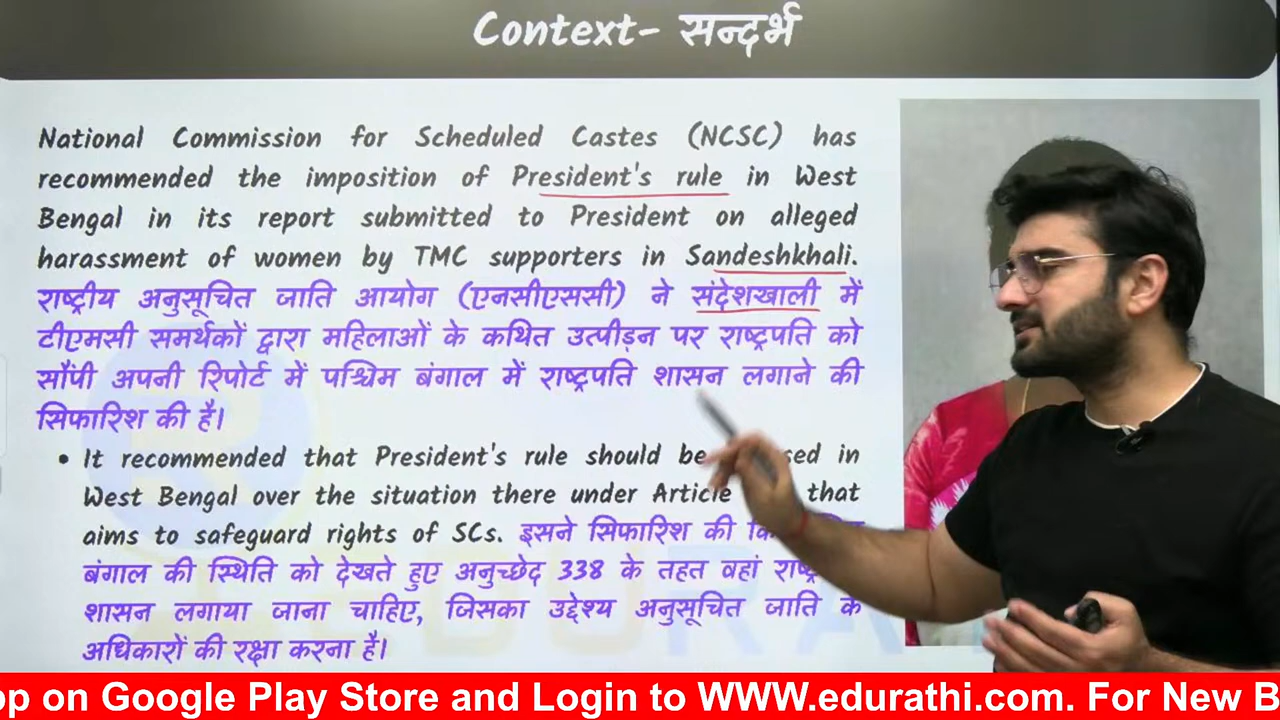 Context- सन्दर्भ
National Commission for Scheduled Castes (NCSC) has
recommended the imposition of President's rule in West
Bengal in its report submitted to President on alleged
harassment of women by TMC supporters in Sandeshkhali.
राष्ट्रीय अनुसूचित जाति आयोग (एनसीएससी) ने संदेशखाली में
टीएमसी समर्थकों द्वारा महिलाओं के कथित उत्पीड़न पर राष्ट्रपति को
सौंपी अपनी रिपोर्ट में पश्चिम बंगाल में राष्ट्रपति शासन लगाने की
सिफारिश की है।
• It recommended that President's rule should be in
West Bengal over the situation there under Article that
aims to safeguard rights of SCs. इसने सिफारिश की
बंगाल की स्थिति को देखते हुए अनुच्छेद 338 के तहत वहां
शासन लगाया जाना चाहिए, जिसका उद्देश्य अनुसूचित जाति के
अधिकारों की रक्षा करना है।
on Google Play Store and Login to WWW.edurathi.com. For New